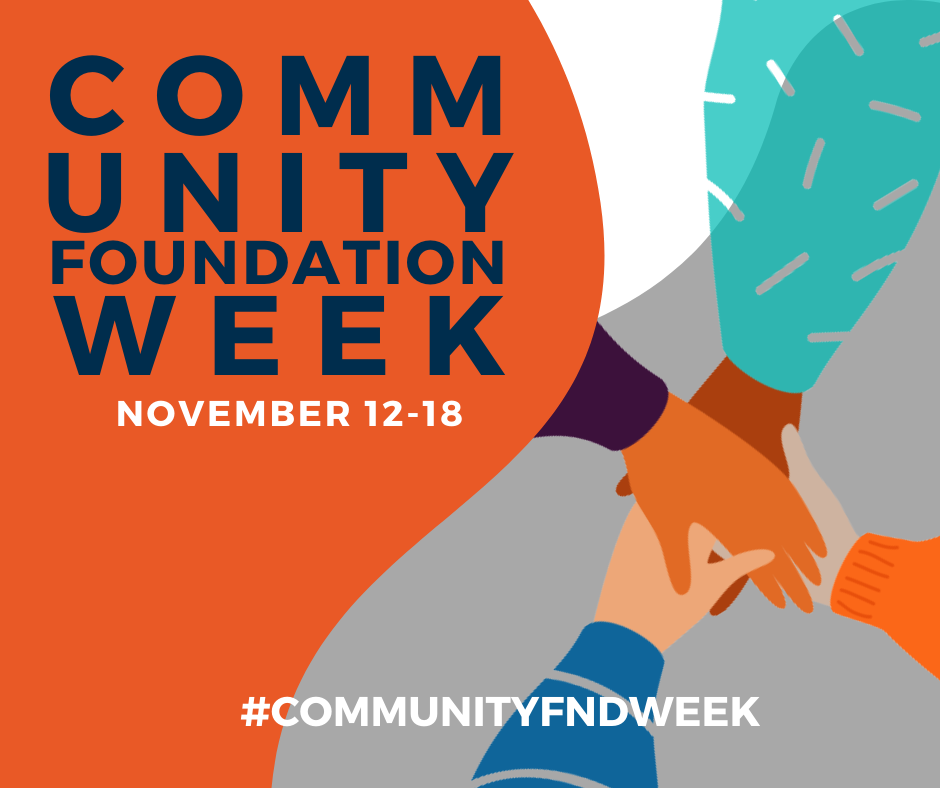 COMM
UNITY
FOUNDATION
WEEK
NOVEMBER 12-18
#COMMUNITYFNDWEEK